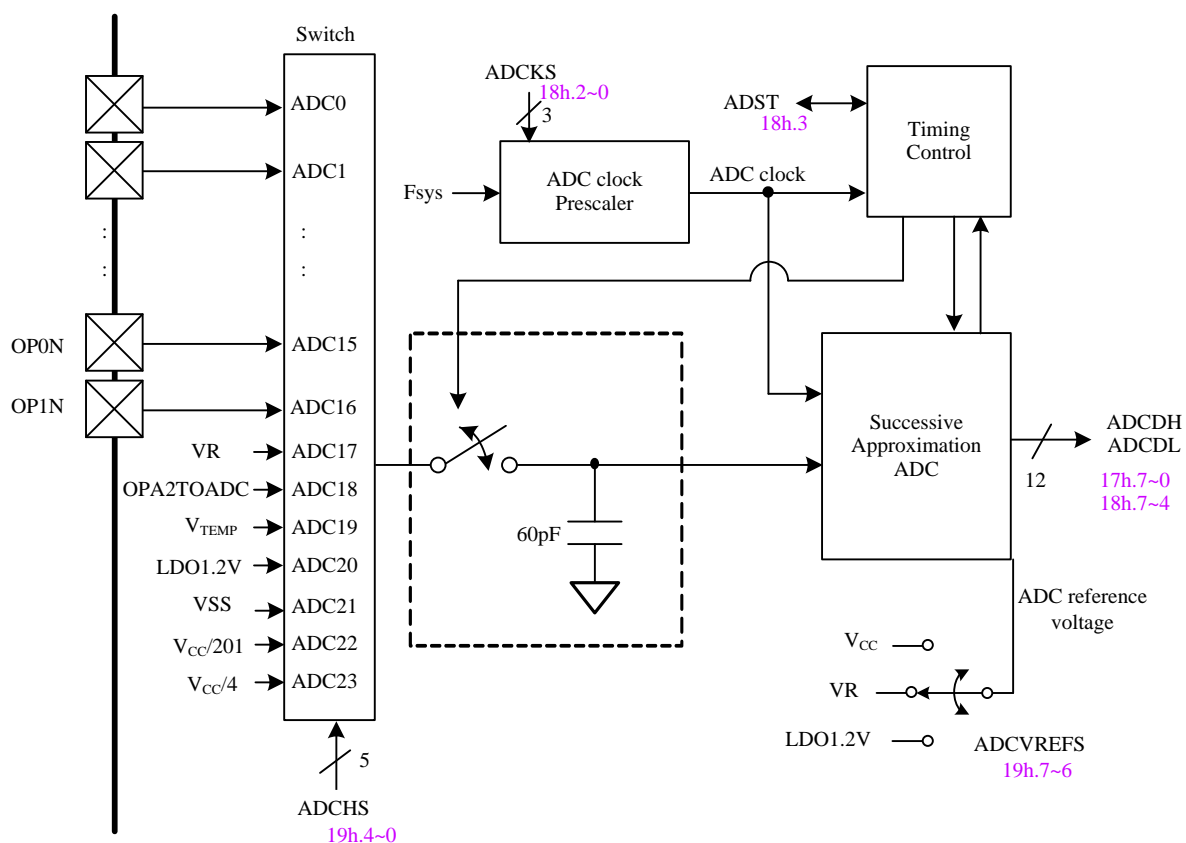 Switch
ADC0
ADC1
:
:
:
:
OP0N
ADC15
OP1N
ADC16
VR
ADC17
OPA2TOADC
ADC18
VTEMP
ADC19
LDO1.2V
ADC20
VSS
ADC21
VCC/201
ADC22
VCC/4
ADC23
5
ADCHS
19h.4~0
ADCKS
18h.2~0
3
Fsys
ADC clock
Prescaler
ADC clock
ADST
18h.3
Timing
Control
60pF
Successive
Approximation
ADC
12
ADCDH
ADCDL
17h.7~0
18h.7~4
ADC reference
voltage
VCC
VR
LDO1.2V
ADCVREFS
19h.7~6